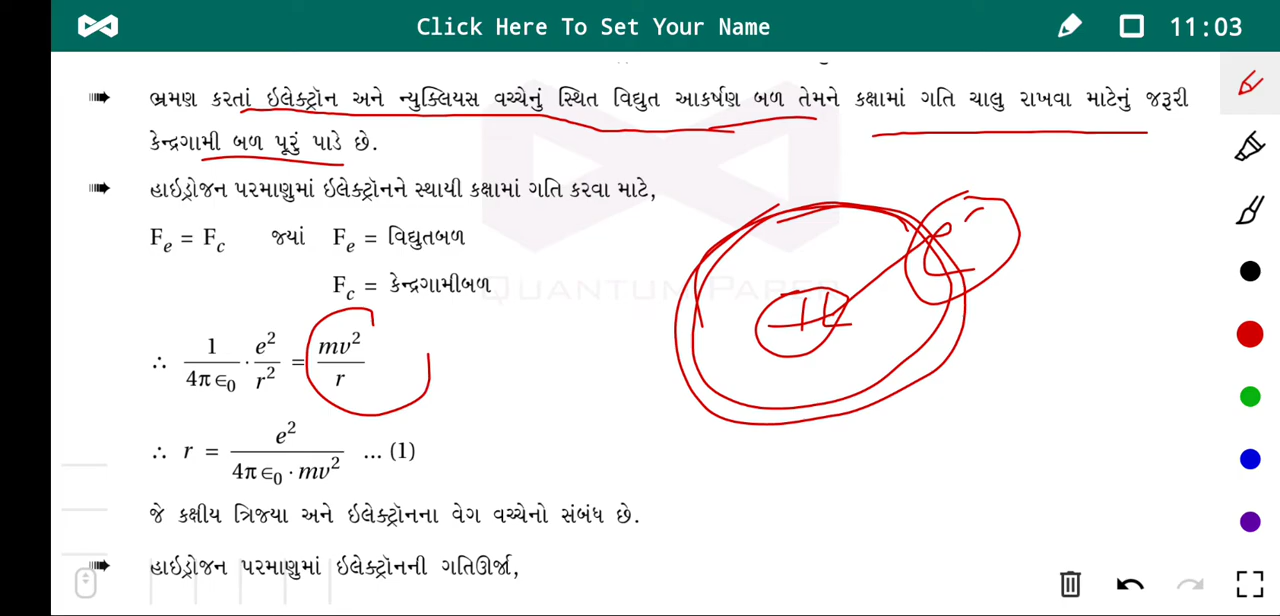 Click Here To Set Your Name
11:03
ભ્રમણ કરતાં ઇલેક્ટ્રૉન અને ન્યુક્લિયસ વચ્ચેનું સ્થિત વિદ્યુત આકર્ષણ બળ તેમને કક્ષામાં ગતિ ચાલુ રાખવા માટેનું જરૂરી
કેન્દ્રગામી બળ પૂરું પાડે છે.
હાઇડ્રોજન પરમાણુમાં ઇલેક્ટ્રૉનને સ્થાયી કક્ષામાં ગતિ કરવા માટે,
Fₑ = F꜀ જ્યાં Fₑ = વિદ્યુતબળ
F꜀ = કેન્દ્રગામીબળ
QUANTUM PAPER
∴ 1/4π∈₀ · e²/r² = mv²/r
∴ r = e²/4π∈₀ · mv² ... (1)
જે કક્ષીય ત્રિજ્યા અને ઇલેક્ટ્રૉનના વેગ વચ્ચેનો સંબંધ છે.
હાઇડ્રોજન પરમાણુમાં ઇલેક્ટ્રૉનની ગતિઊર્જા,